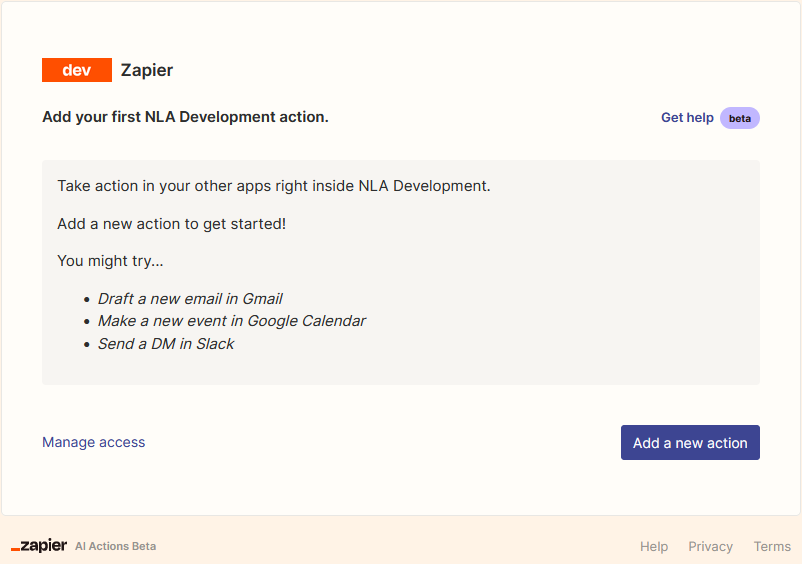 dev Zapier
Add your first NLA Development action.
Get help beta
Take action in your other apps right inside NLA Development.
Add a new action to get started!
You might try...
• Draft a new email in Gmail
• Make a new event in Google Calendar
• Send a DM in Slack
Manage access
Add a new action
_zapier AI Actions Beta
Help Privacy Terms